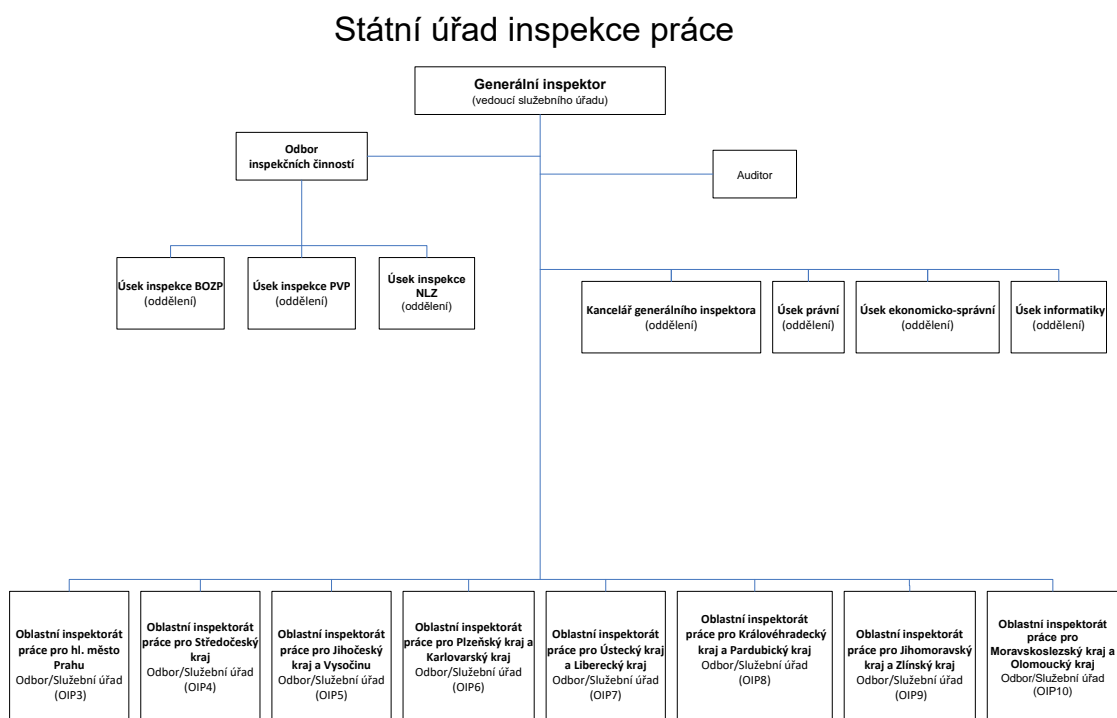 Státní úřad inspekce práce
Generální inspektor
(vedoucí služebního úřadu)
Odbor
inspekčních činností
Auditor
Úsek inspekce BOZP
(oddělení)
Úsek inspekce PVP
(oddělení)
Úsek inspekce
NLZ
(oddělení)
Kancelář generálního inspektora
(oddělení)
Úsek právní
(oddělení)
Úsek ekonomicko-správní
(oddělení)
Úsek informatiky
(oddělení)
Oblastní inspektorát
práce pro hl. město
Prahu
Odbor/Služební úřad
(OIP3)
Oblastní inspektorát
práce pro Středočeský
kraj
Odbor/Služební úřad
(OIP4)
Oblastní inspektorát
práce pro Jihočeský
kraj a Vysočinu
Odbor/Služební úřad
(OIP5)
Oblastní inspektorát
práce pro Plzeňský kraj a
Karlovarský kraj
Odbor/Služební úřad
(OIP6)
Oblastní inspektorát
práce pro Ústecký kraj
a Liberecký kraj
Odbor/Služební úřad
(OIP7)
Oblastní inspektorát
práce pro Královéhradecký
kraj a Pardubický kraj
Odbor/Služební úřad
(OIP8)
Oblastní inspektorát
práce pro Jihomoravský
kraj a Zlínský kraj
Odbor/Služební úřad
(OIP9)
Oblastní inspektorát
práce pro
Moravskoslezský kraj a
Olomoucký kraj
Odbor/Služební úřad
(OIP10)